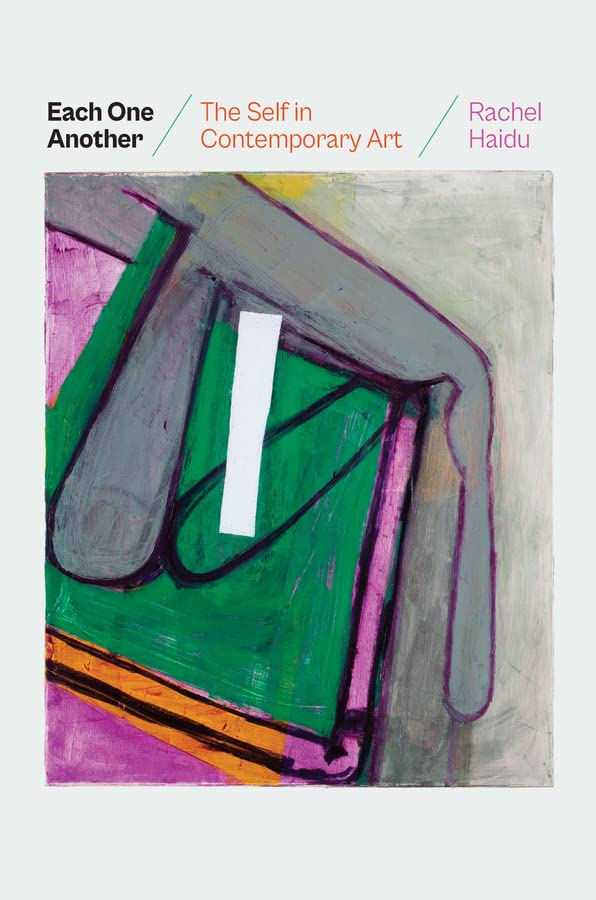 Each One
Another
The Self in
Contemporary Art
Rachel
Haidu